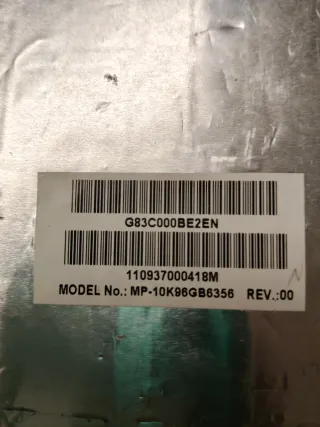 G83C000BE2EN
110937000418M
MODEL No.: MP-10K96GB6356 REV.:00